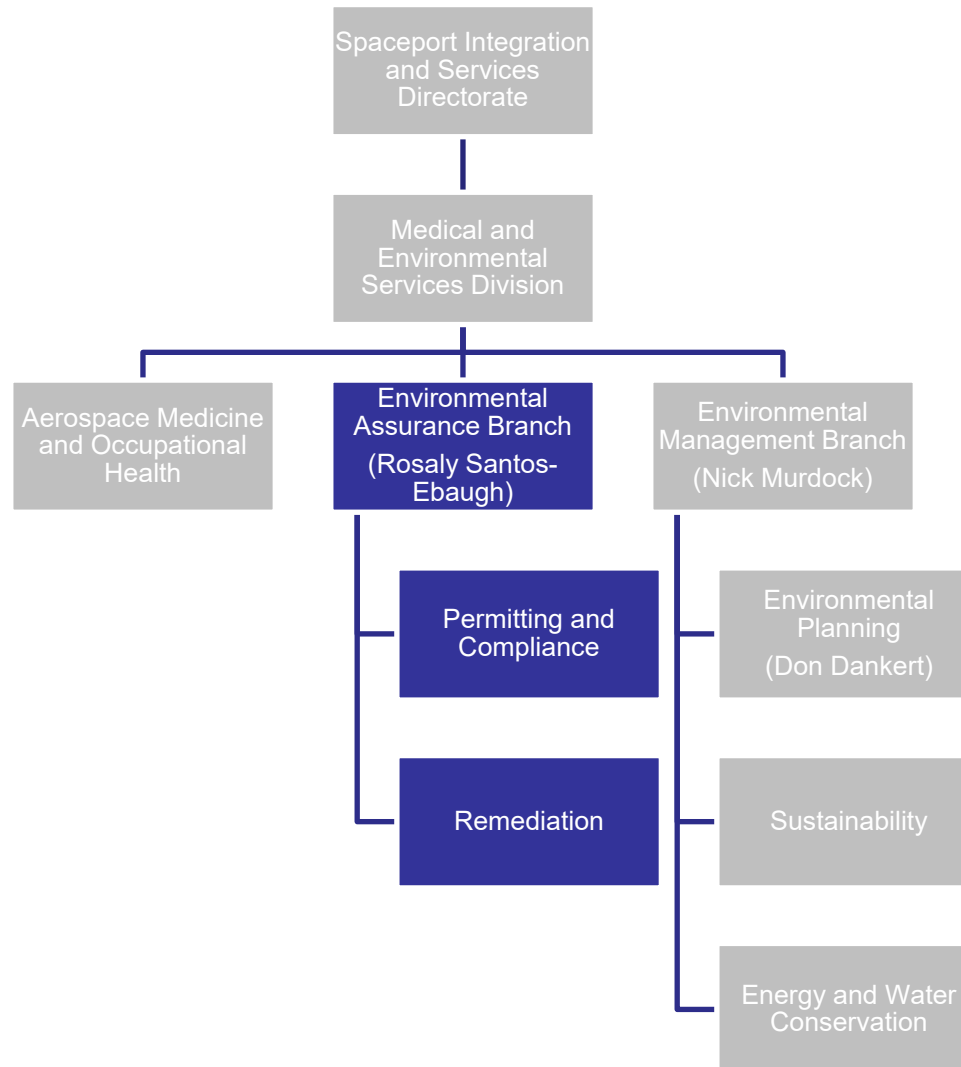 Spaceport Integration
and Services
Directorate
Medical and
Environmental
Services Division
Aerospace Medicine
and Occupational
Health
Environmental
Assurance Branch
(Rosaly Santos-
Ebaugh)
Environmental
Management Branch
(Nick Murdock)
Permitting and
Compliance
Remediation
Environmental
Planning
(Don Dankert)
Sustainability
Energy and Water
Conservation